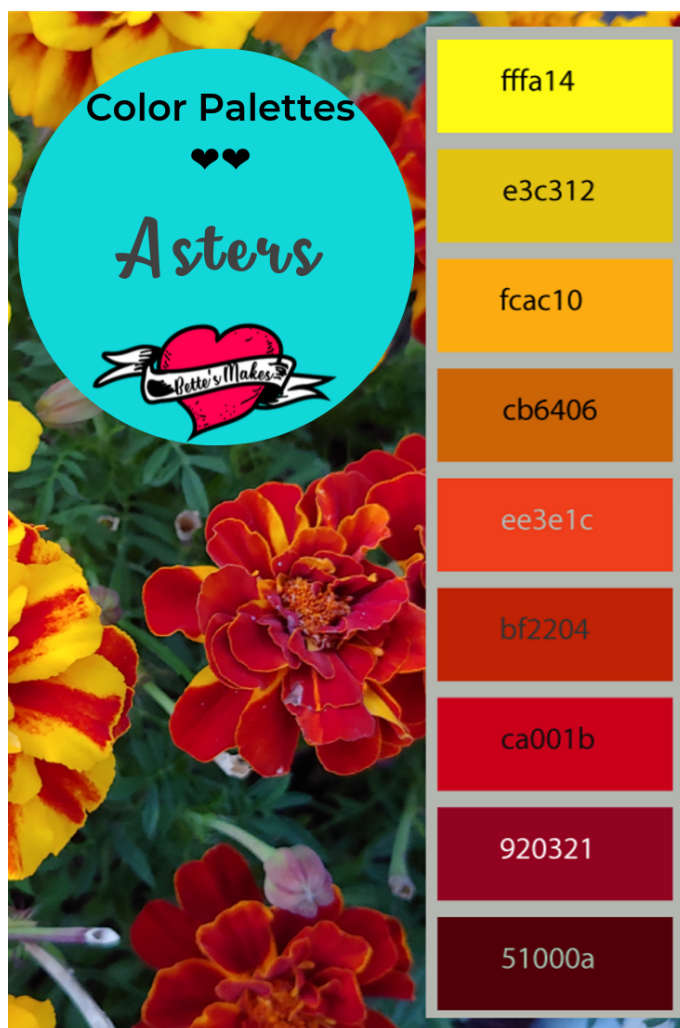 Color Palettes
❤❤
Asters
Bette's Makes
fffa14
e3c312
fcac10
cb6406
ee3e1c
bf2204
ca001b
920321
51000a